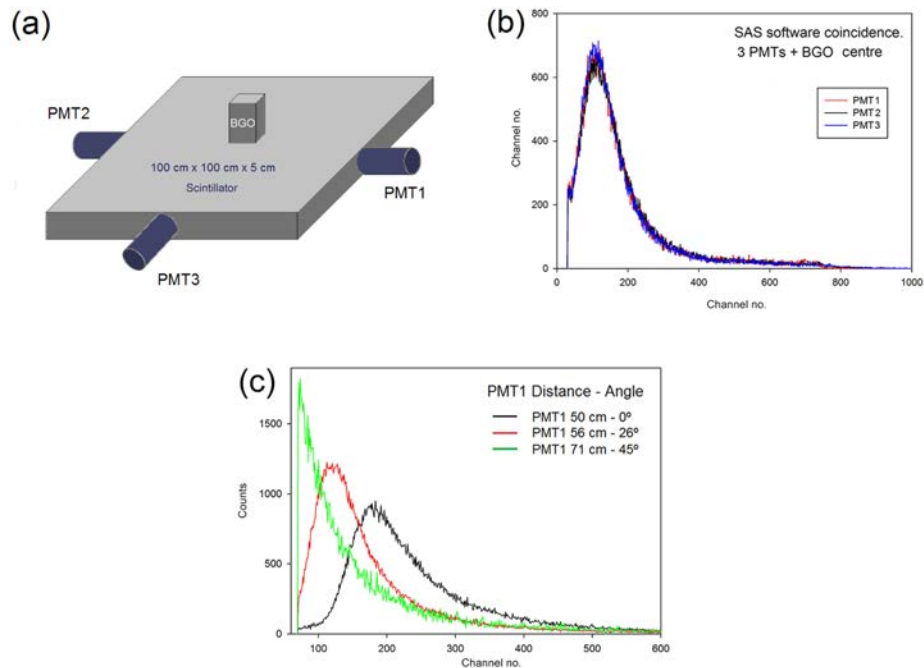 (a)
PMT2
BGO
100 cm x 100 cm x 5 cm
Scintillator
PMT1
PMT3
(b)
SAS software coincidence.
3 PMTs + BGO centre
PMT1
PMT2
PMT3
Channel no.
800
600
400
200
0
0 200 400 600 800 1000
Channel no.
(c)
PMT1 Distance - Angle
PMT1 50 cm - 0º
PMT1 56 cm - 26º
PMT1 71 cm - 45º
Counts
1500
1000
500
0
100 200 300 400 500 600
Channel no.